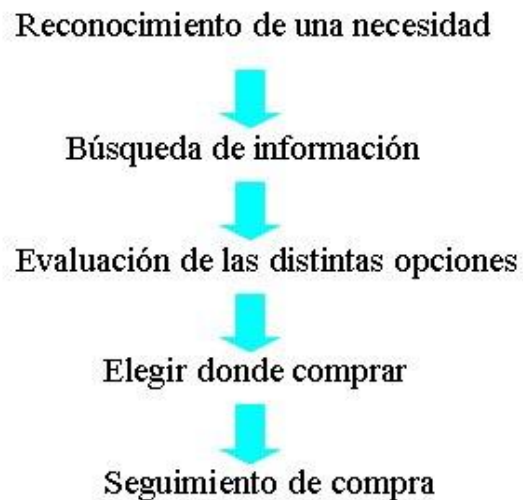 Reconocimiento de una necesidad
Búsqueda de información
Evaluación de las distintas opciones
Elegir donde comprar
Seguimiento de compra